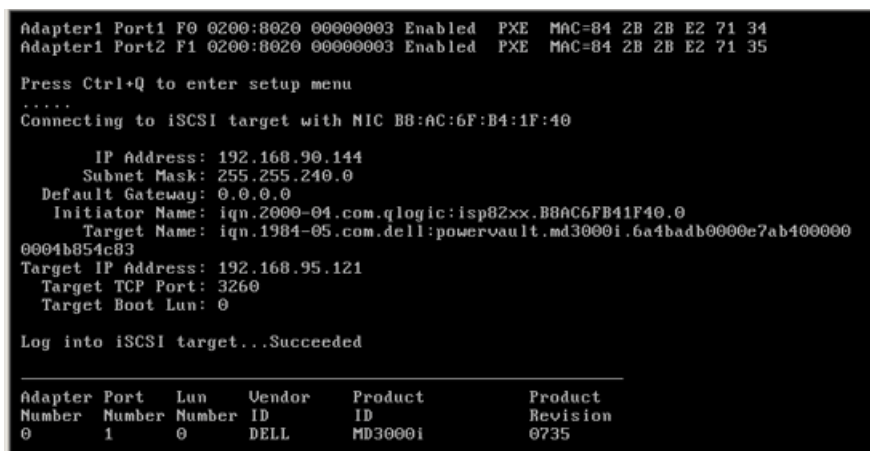 Adapter1 Port1 F0 0200:8020 00000003 Enabled PXE MAC=84 2B 2B E2 71 34
Adapter1 Port2 F1 0200:8020 00000003 Enabled PXE MAC=84 2B 2B E2 71 35
Press Ctrl+Q to enter setup menu
.....
Connecting to iSCSI target with NIC B8:AC:6F:B4:1F:40
IP Address: 192.168.90.144
Subnet Mask: 255.255.240.0
Default Gateway: 0.0.0.0
Initiator Name: iqn.2000-04.com.qlogic:isp82xx.B8AC6FB41F40.0
Target Name: iqn.1984-05.com.dell:powervault.md3000i.6a4badb0000e7ab400000
0004b854c83
Target IP Address: 192.168.95.121
Target TCP Port: 3260
Target Boot Lun: 0
Log into iSCSI target...Succeeded
Adapter Port Lun Vendor Product Product
Number Number Number ID ID Revision
0 1 0 DELL MD3000i 0735